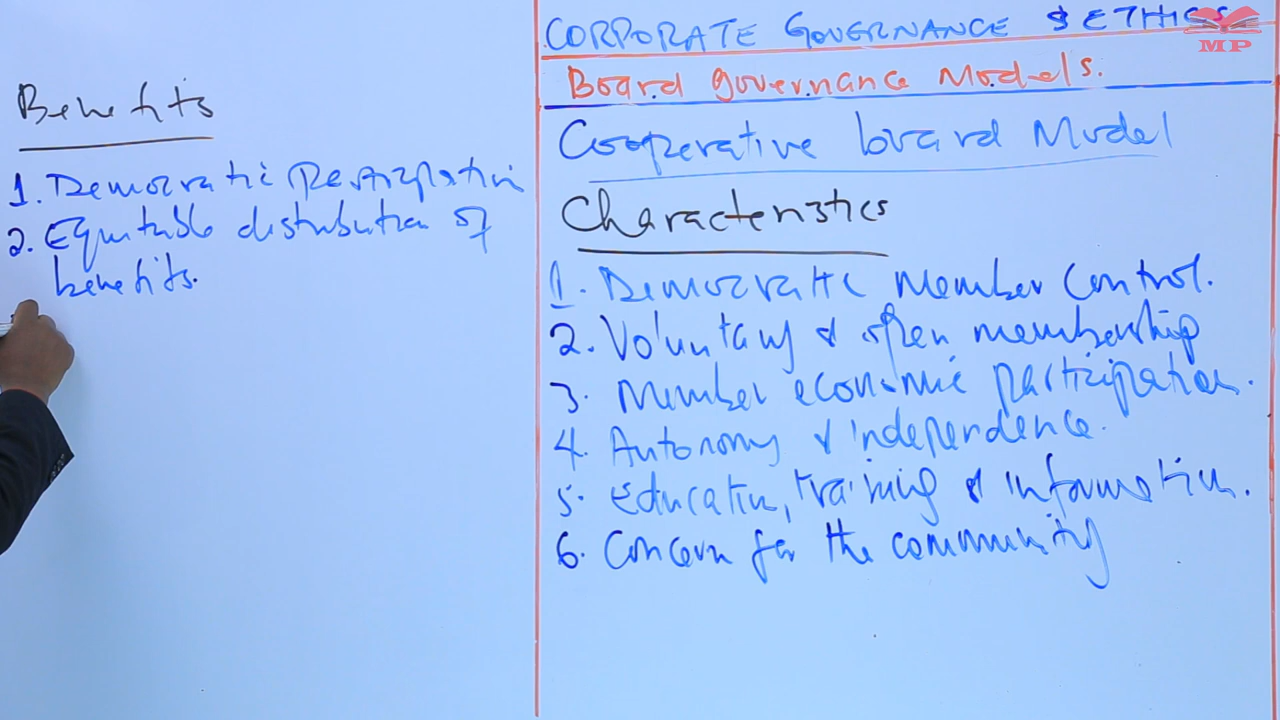 CORPORATE GOVERNANCE & ETHICS
MP
Board governance Models.
Cooperative board Model
Characteristics
1. Democratic member control.
2. Voluntary & open membership
3. Member economic participation.
4. Autonomy & independence.
5. Education, training & information.
6. Concern for the community
Benefits
1. Democratic participation
2. Equitable distribution of
benefits.